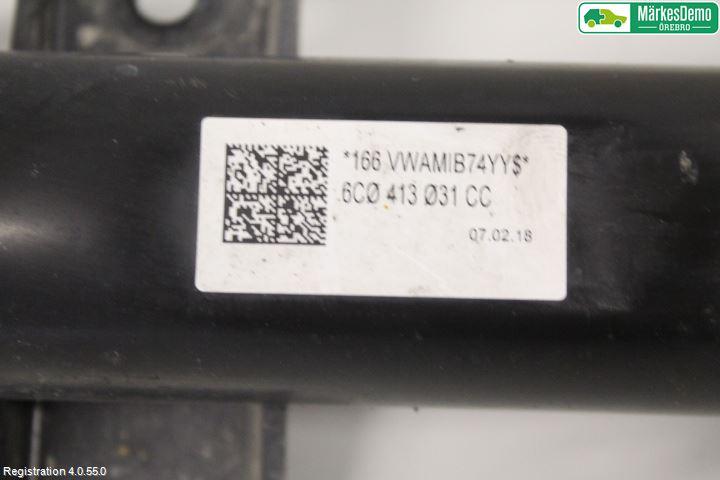 MärkesDemo
ÖREBRO
*166 VWAMIB74YY$*
6CØ 413 Ø31 CC
07.02.18
Registration 4.0.55.0